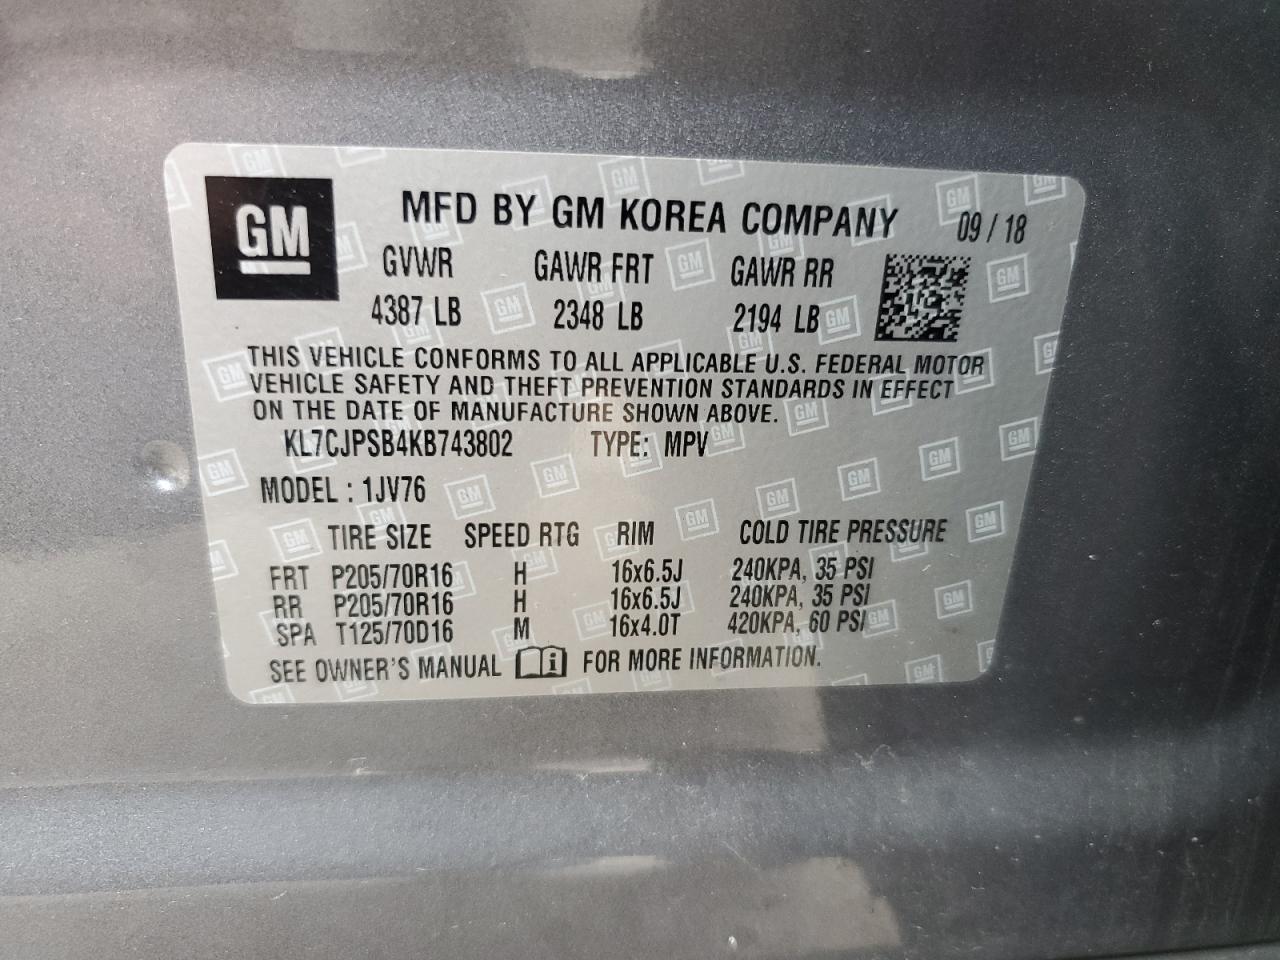 GM MFD BY GM KOREA COMPANY 09 / 18
GVWR GAWR FRT GAWR RR
4387 LB 2348 LB 2194 LB
THIS VEHICLE CONFORMS TO ALL APPLICABLE U.S. FEDERAL MOTOR
VEHICLE SAFETY AND THEFT PREVENTION STANDARDS IN EFFECT
ON THE DATE OF MANUFACTURE SHOWN ABOVE.
KL7CJPSB4KB743802 TYPE: MPV
MODEL : 1JV76
TIRE SIZE SPEED RTG RIM COLD TIRE PRESSURE
FRT P205/70R16 H 16x6.5J 240KPA, 35 PSI
RR P205/70R16 H 16x6.5J 240KPA, 35 PSI
SPA T125/70D16 M 16x4.0T 420KPA, 60 PSI
SEE OWNER'S MANUAL FOR MORE INFORMATION.